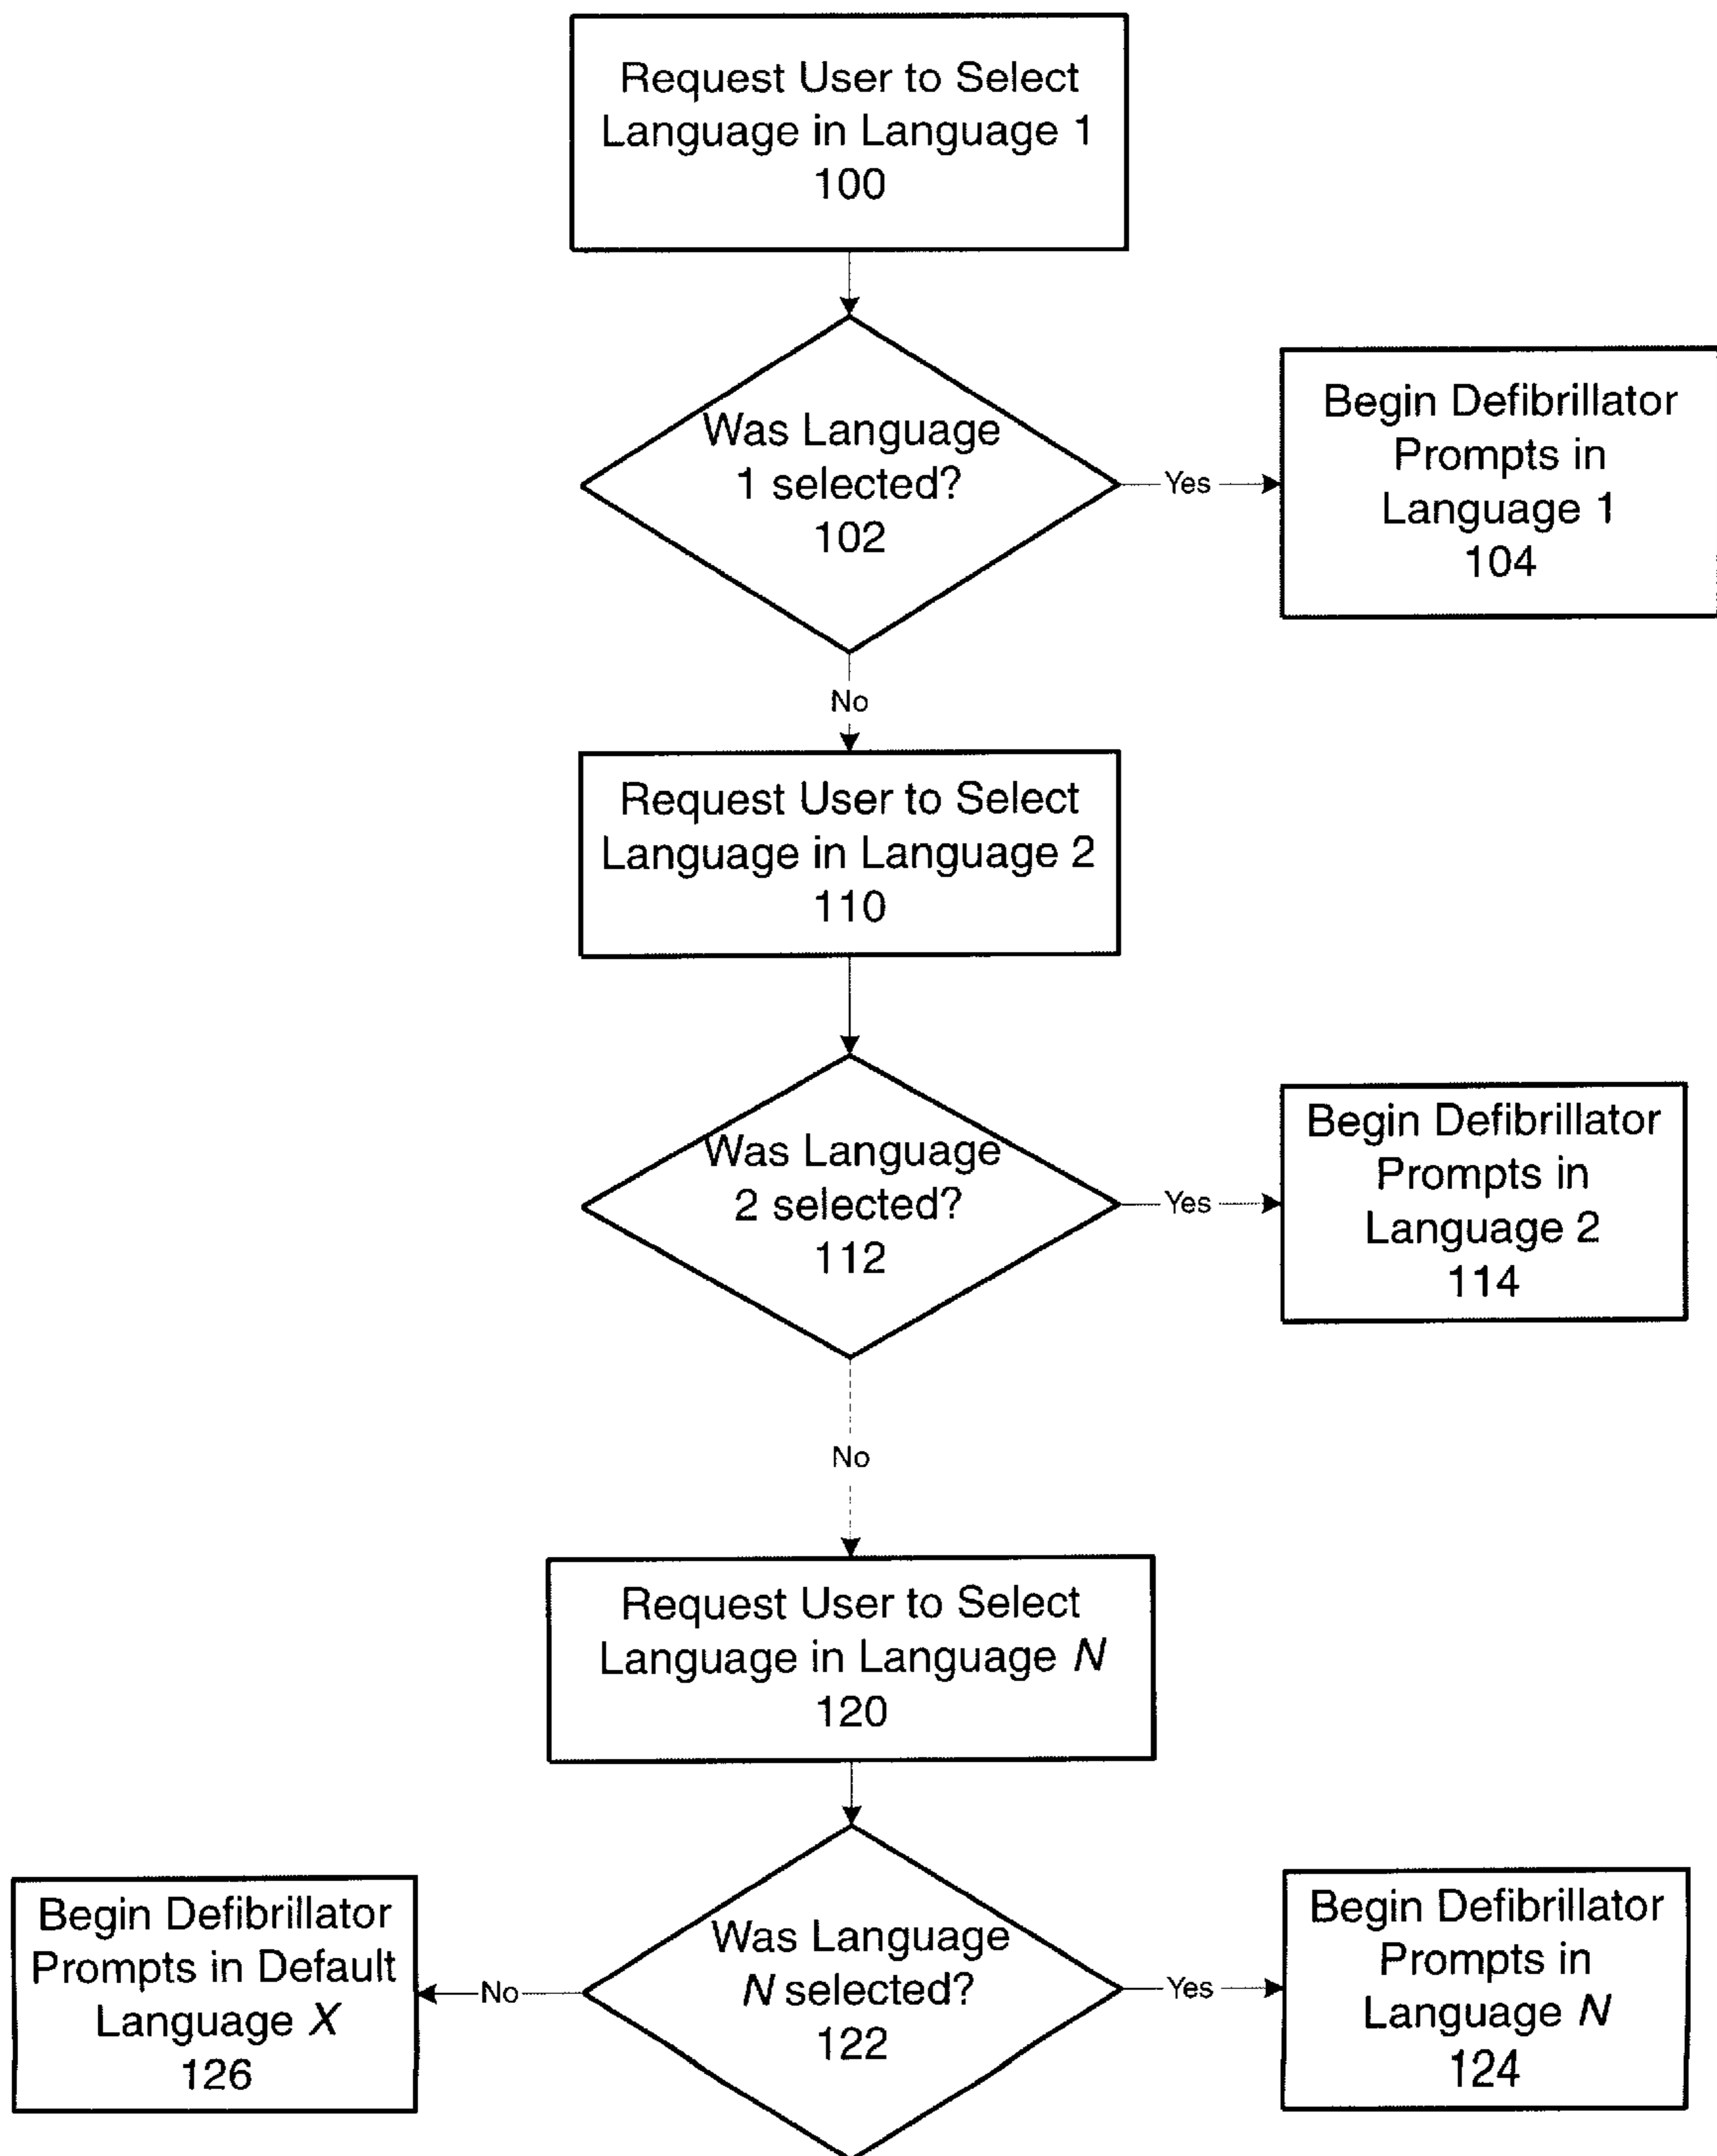 Request User to Select
Language in Language 1
100
Was Language
1 selected?
102
Yes
Begin Defibrillator
Prompts in
Language 1
104
No
Request User to Select
Language in Language 2
110
Was Language
2 selected?
112
Yes
Begin Defibrillator
Prompts in
Language 2
114
No
Request User to Select
Language in Language N
120
Was Language
N selected?
122
Yes
Begin Defibrillator
Prompts in
Language N
124
No
Begin Defibrillator
Prompts in Default
Language X
126